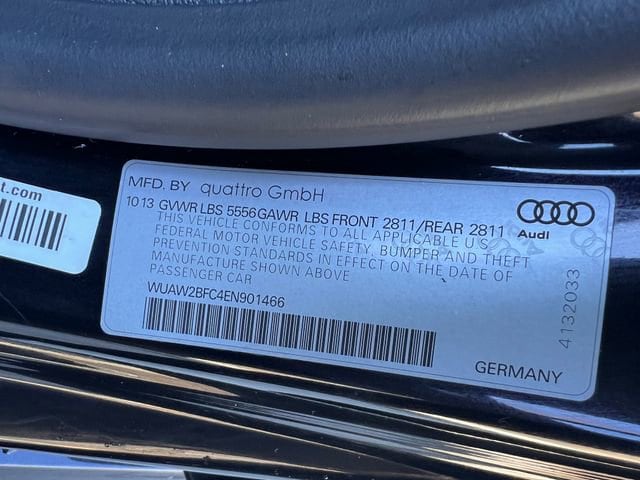 t.com
MFD. BY quattro GmbH
10 13 GVWR LBS 5556 GAWR LBS FRONT 2811/REAR 2811
THIS VEHICLE CONFORMS TO ALL APPLICABLE U.S
FEDERAL MOTOR VEHICLE SAFETY, BUMPER AND THEFT
PREVENTION STANDARDS IN EFFECT ON THE DATE OF
MANUFACTURE SHOWN ABOVE
PASSENGER CAR
WUAW2BFC4EN901466
Audi
4132033
GERMANY